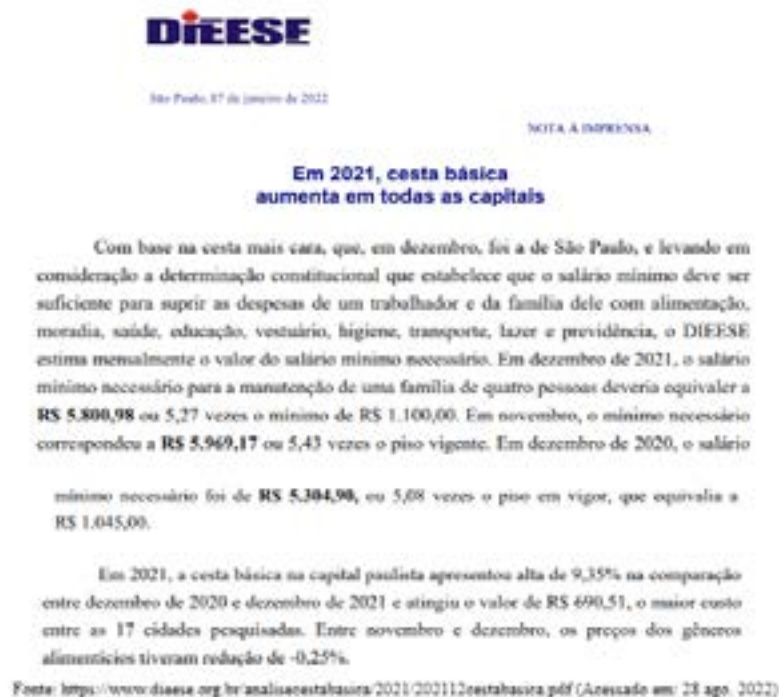 DIEESE
São Paulo, 07 de janeiro de 2022
NOTA À IMPRENSA
Em 2021, cesta básica
aumenta em todas as capitais
Com base na cesta mais cara, que, em dezembro, foi a de São Paulo, e levando em
consideração a determinação constitucional que estabelece que o salário mínimo deve ser
suficiente para suprir as despesas de um trabalhador e da família dele com alimentação,
moradia, saúde, educação, vestuário, higiene, transporte, lazer e previdência, o DIEESE
estima mensalmente o valor do salário mínimo necessário. Em dezembro de 2021, o salário
mínimo necessário para a manutenção de uma família de quatro pessoas deveria equivaler a
R$ 5.800,98 ou 5,27 vezes o mínimo de R$ 1.100,00. Em novembro, o mínimo necessário
correspondeu a R$ 5.969,17 ou 5,43 vezes o piso vigente. Em dezembro de 2020, o salário
mínimo necessário foi de R$ 5.304,90, ou 5,08 vezes o piso em vigor, que equivalia a
R$ 1.045,00.
Em 2021, a cesta básica na capital paulista apresentou alta de 9,35% na comparação
entre dezembro de 2020 e dezembro de 2021 e atingiu o valor de R$ 690,51, o maior custo
entre as 17 cidades pesquisadas. Entre novembro e dezembro, os preços dos gêneros
alimentícios tiveram redução de -0,25%.
Fonte: https://www.dieese.org.br/analisecestabasica/2021/202112cestabasica.pdf (Acessado em: 28 ago. 2022)